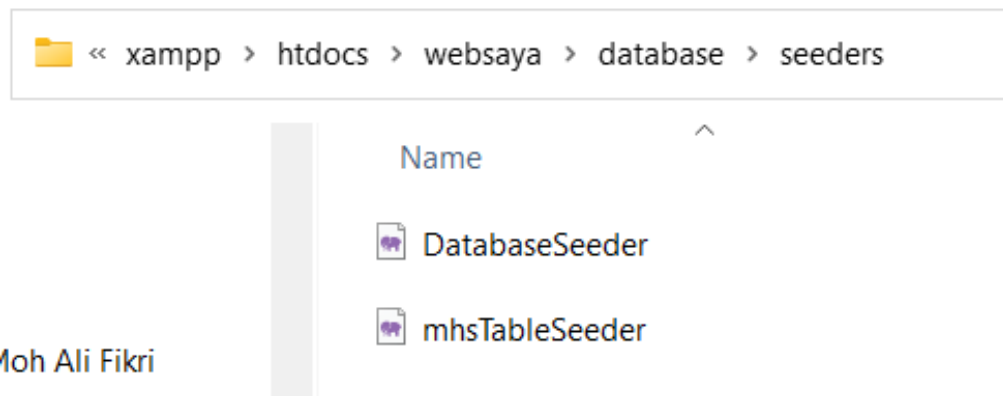 « xampp > htdocs > websaya > database > seeders
Name
DatabaseSeeder
mhsTableSeeder
Moh Ali Fikri